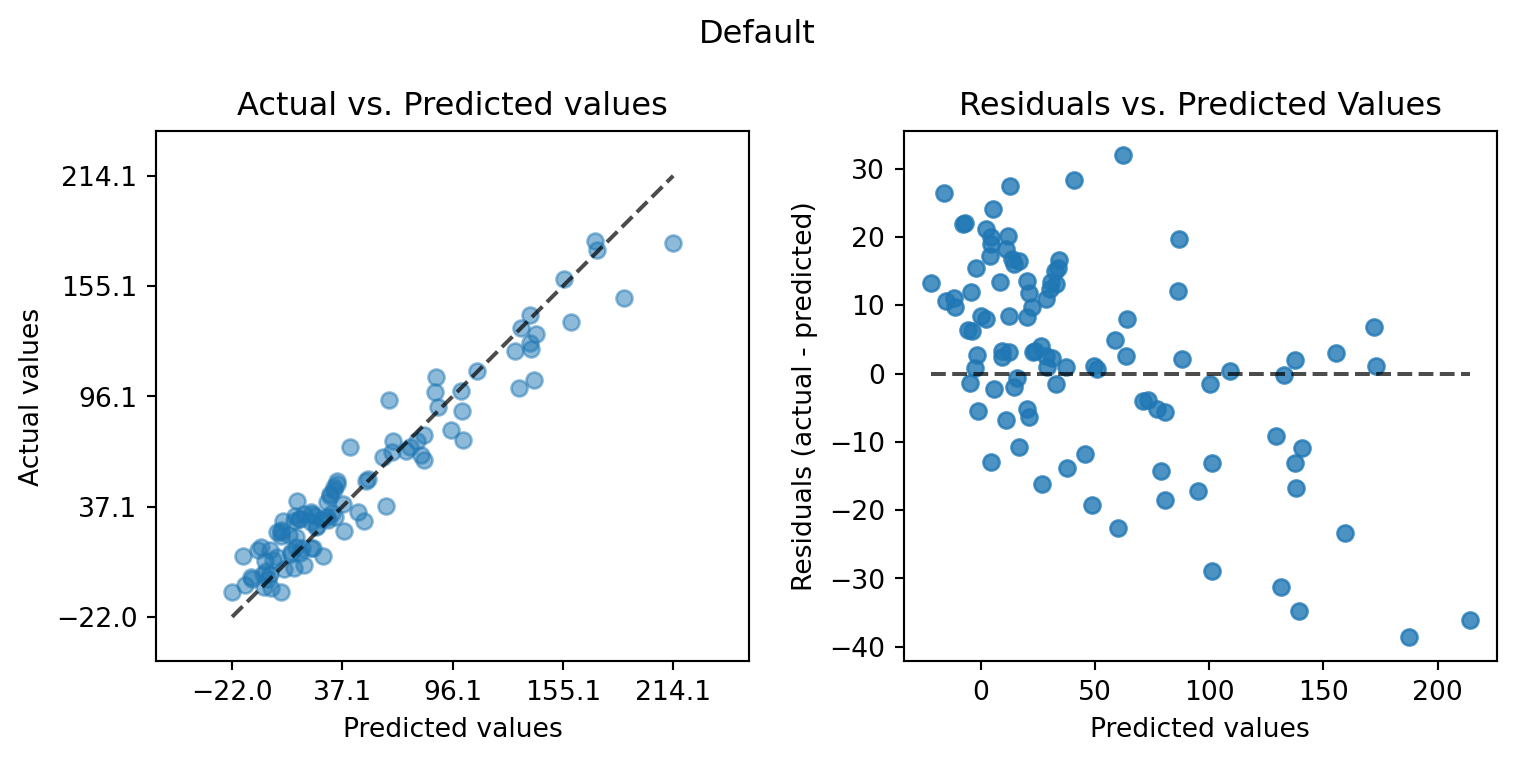 Default
Actual vs. Predicted values
214.1
155.1
96.1
37.1
−22.0
Actual values
−22.0 37.1 96.1 155.1 214.1
Predicted values
Residuals vs. Predicted Values
30
20
10
0
−10
−20
−30
−40
Residuals (actual - predicted)
0 50 100 150 200
Predicted values